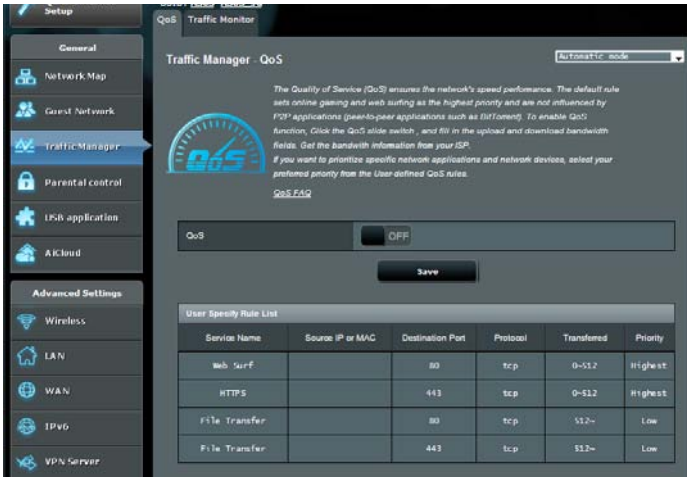 Setup
QoS Traffic Monitor
General
Network Map
Guest Network
Traffic Manager
Parental control
USB application
AiCloud
Advanced Settings
Wireless
LAN
WAN
IPv6
VPN Server
Traffic Manager - QoS
Automatic mode
QoS
The Quality of Service (QoS) ensures the network's speed performance. The default rule
sets online gaming and web surfing as the highest priority and are not influenced by
P2P applications (peer-to-peer applications such as BitTorrent). To enable QoS
function, Click the QoS slide switch , and fill in the upload and download bandwidth
fields. Get the bandwith information from your ISP.
If you want to prioritize specific network applications and network devices, select your
preferred priority from the User-defined QoS rules.
QoS FAQ
QoS OFF
Save
User Specify Rule List
Service Name Source IP or MAC Destination Port Protocol Transferred Priority
Web Surf 80 tcp 0~512 Highest
HTTPS 443 tcp 0~512 Highest
File Transfer 80 tcp 512~ Low
File Transfer 443 tcp 512~ Low